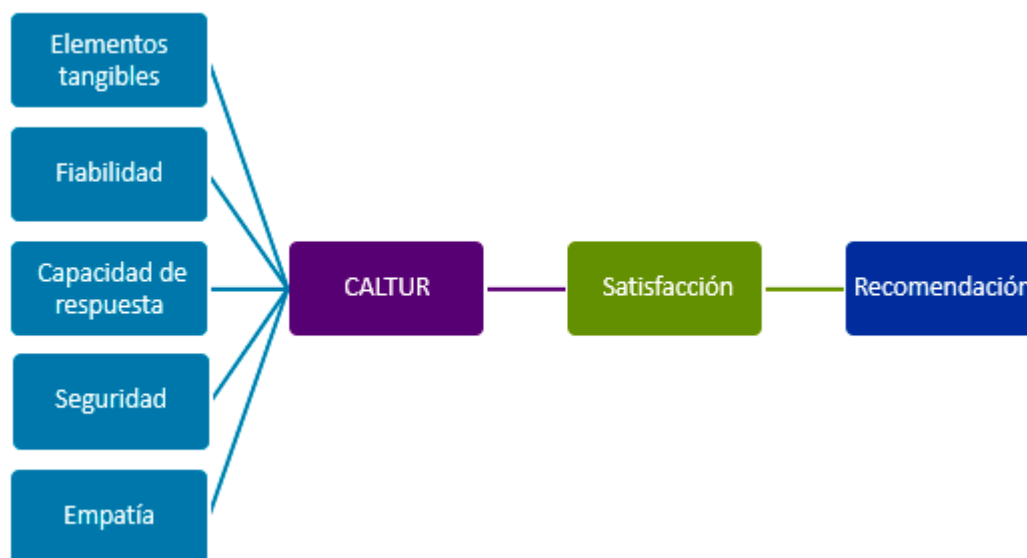 Elementos
tangibles
Fiabilidad
Capacidad de
respuesta
CALTUR
Satisfacción
Recomendación
Seguridad
Empatía